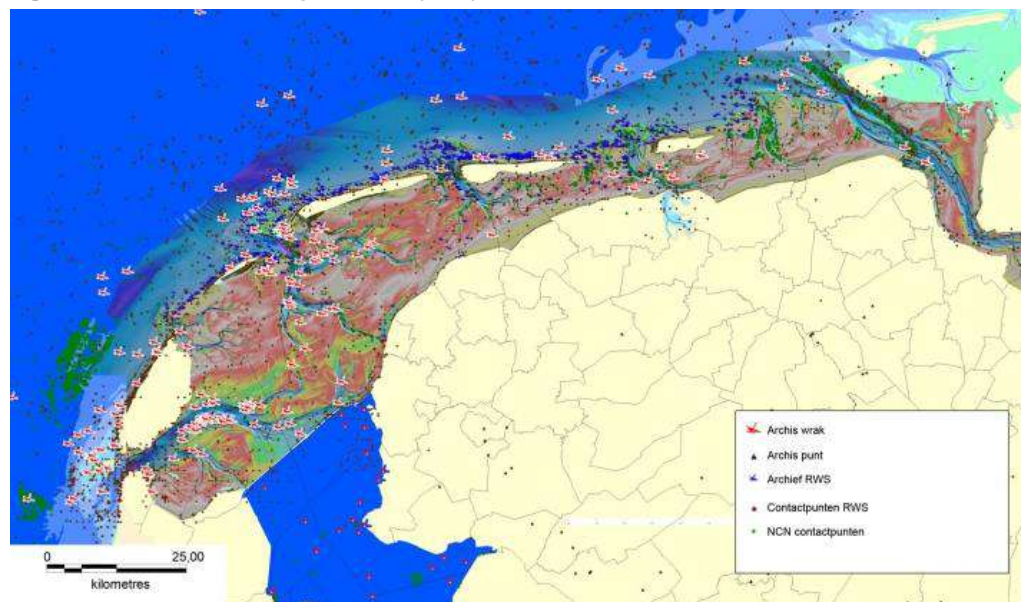 Archis wrak
Archis punt
Archief RWS
Contactpunten RWS
NCN contactpunten
0 25,00
kilometres